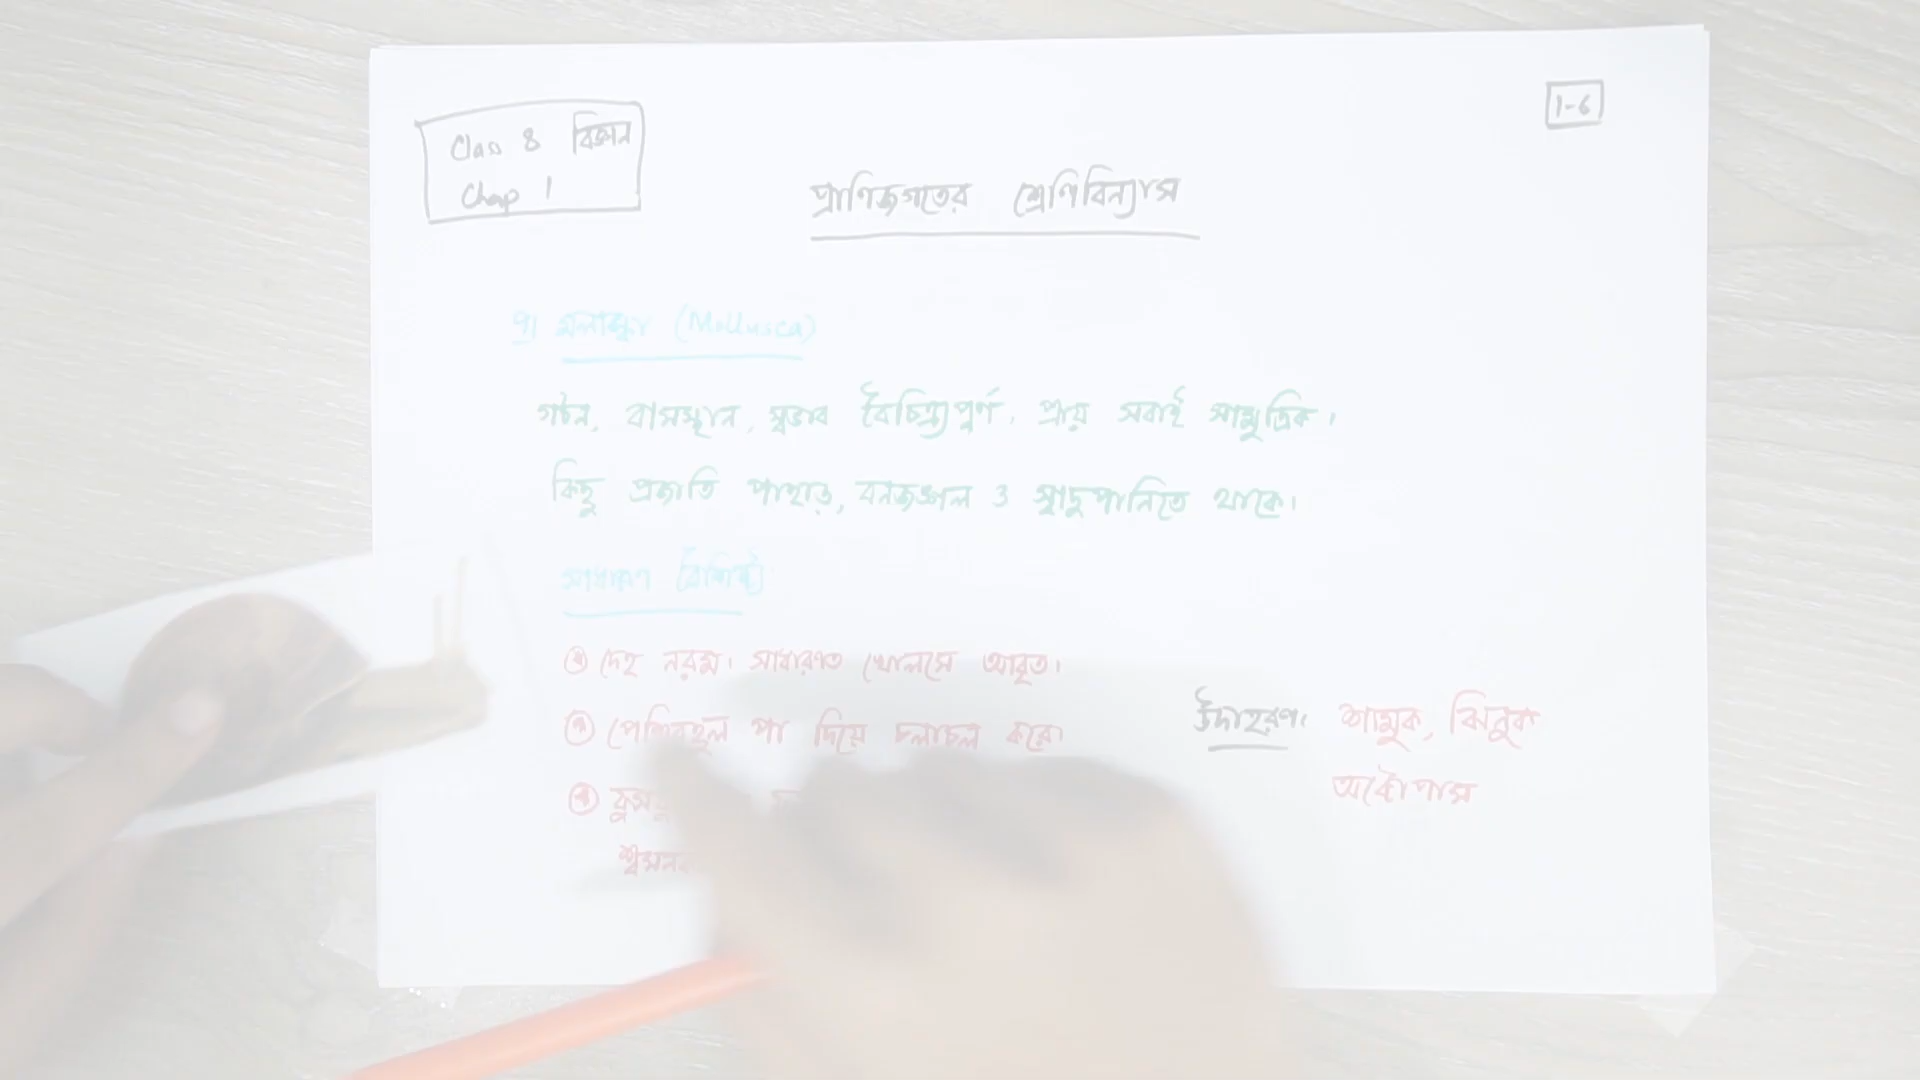 Class 8 বিজ্ঞান
Chap 1
1-6
প্রাণিজগতের শ্রেণিবিন্যাস
৭। মলাস্কা (Mollusca)
গঠন, বাসস্থান, স্বভাব বৈচিত্র্যপূর্ণ। প্রায় সবাই সামুদ্রিক।
কিছু প্রজাতি পাহাড়, বনজঙ্গল ও স্বাদুপানিতে থাকে।
সাধারণ বৈশিষ্ট্য
দেহ নরম। সাধারণত খোলসে আবৃত।
পেশিবহুল পা দিয়ে চলাচল করে।
উদাহরণঃ শামুক, ঝিনুক
অক্টোপাস